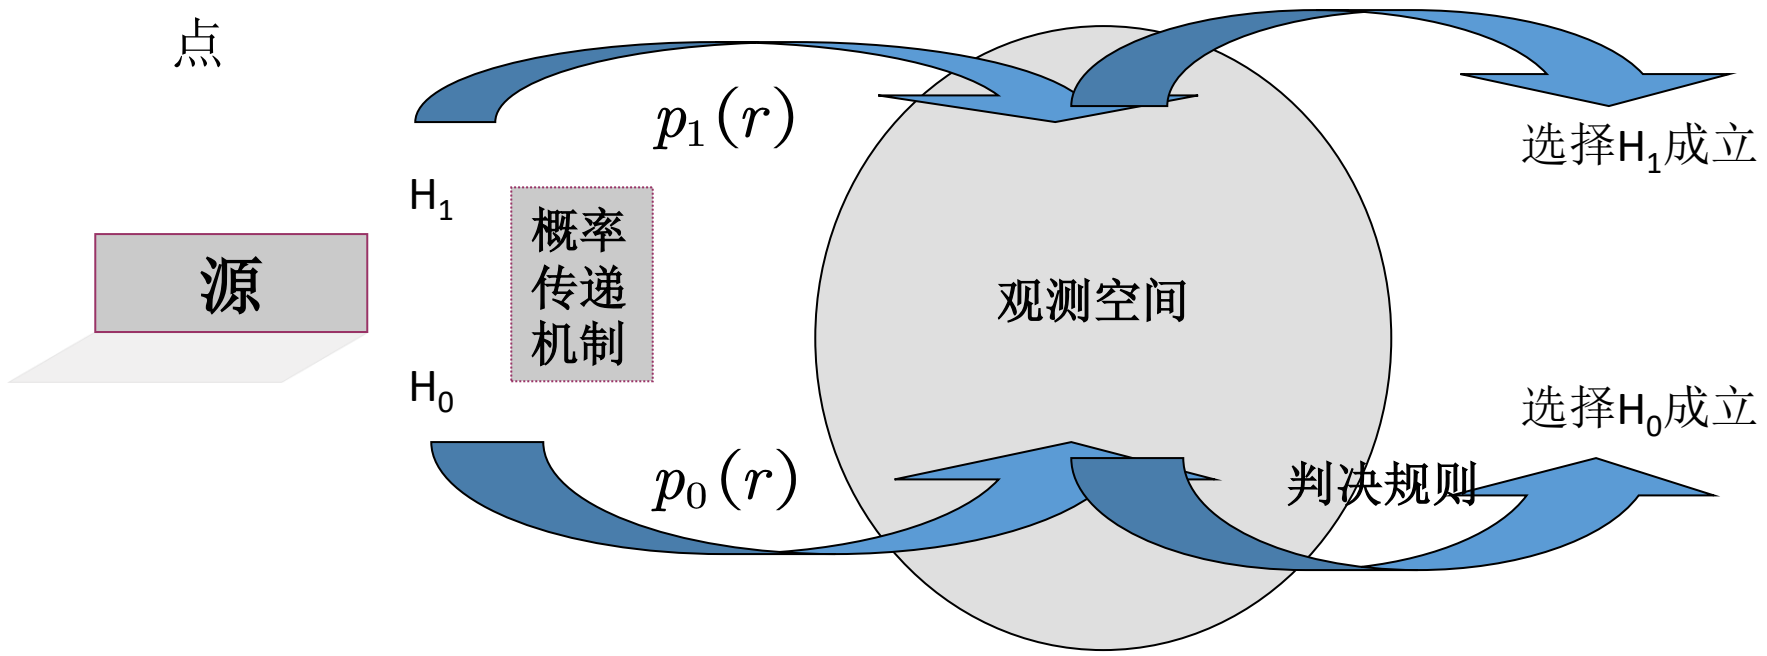 点
p₁(r)
选择H₁成立
H₁
概率
传递
机制
源
观测空间
H₀
选择H₀成立
p₀(r)
判决规则